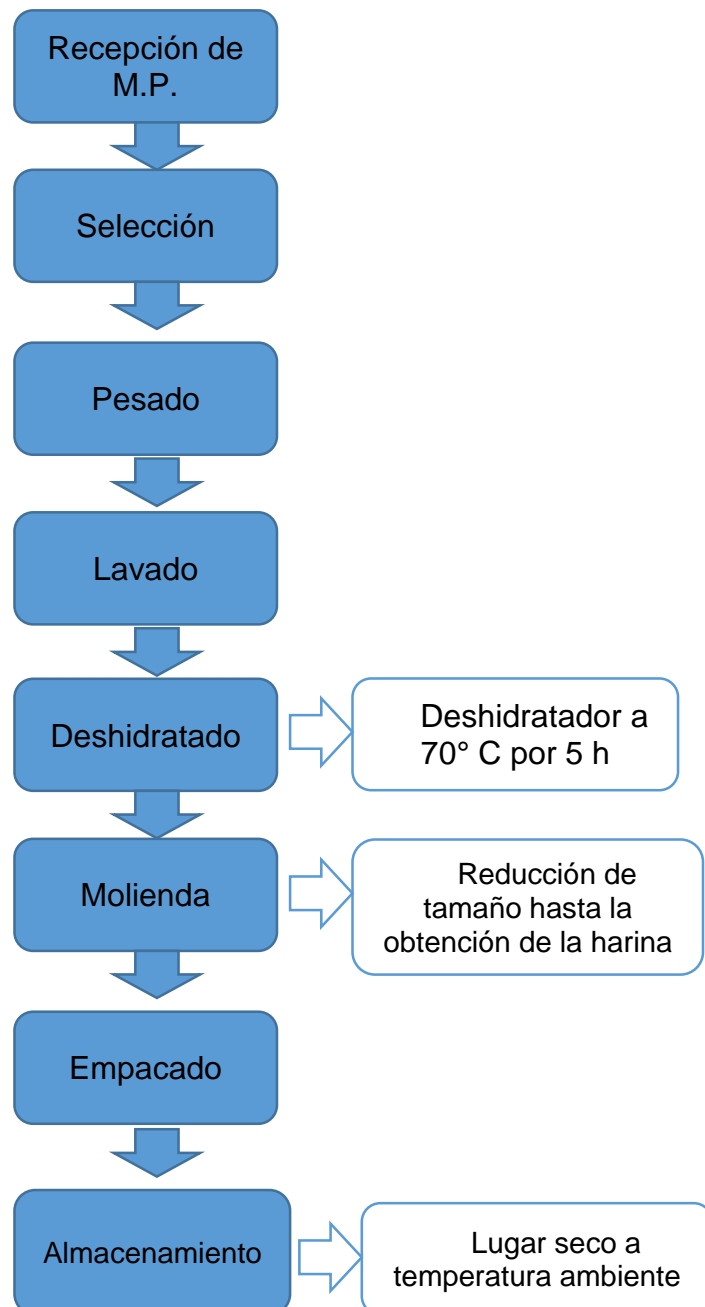 Recepción de
M.P.
Selección
Pesado
Lavado
Deshidratado
Deshidratador a
70° C por 5 h
Molienda
Reducción de
tamaño hasta la
obtención de la harina
Empacado
Almacenamiento
Lugar seco a
temperatura ambiente